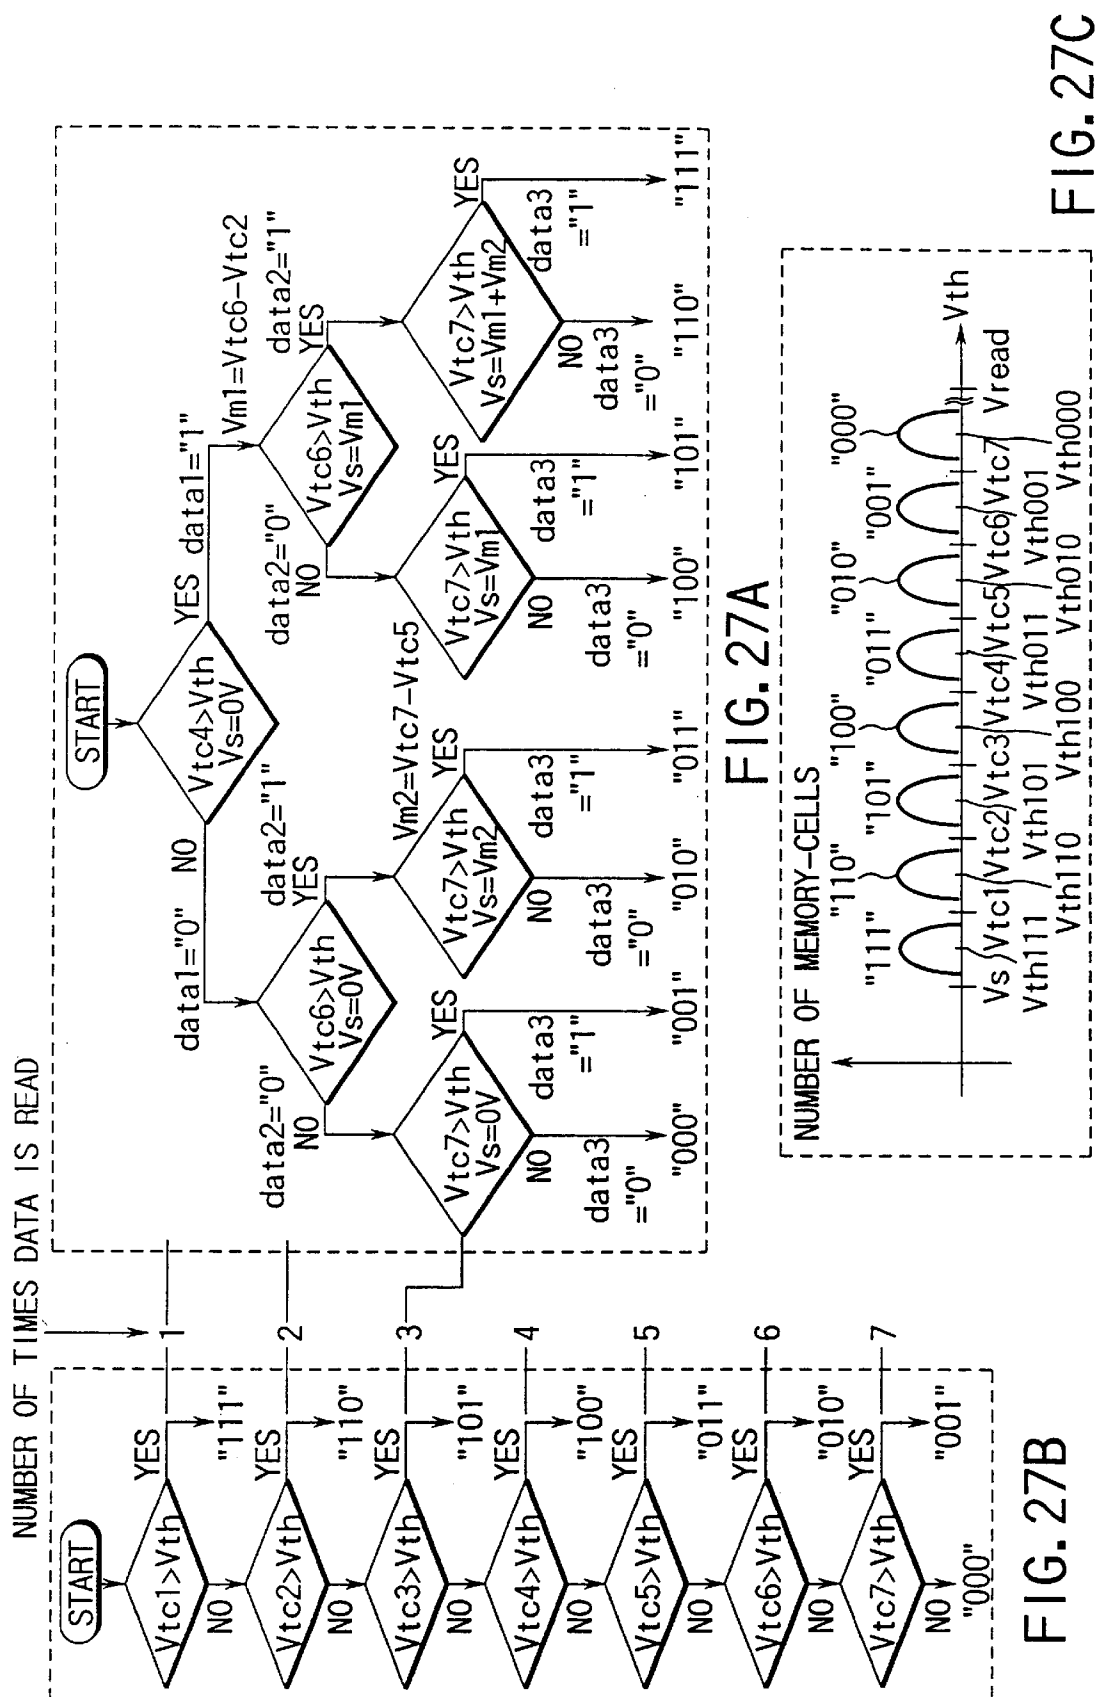 NUMBER OF TIMES DATA IS READ
START
Vtc1>Vth
YES
"111"
NO
Vtc2>Vth
YES
"110"
NO
Vtc3>Vth
YES
"101"
NO
Vtc4>Vth
YES
"100"
NO
Vtc5>Vth
YES
"011"
NO
Vtc6>Vth
YES
"010"
NO
Vtc7>Vth
YES
"001"
NO
"000"
1
2
3
4
5
6
7
FIG. 27B
START
Vtc4>Vth
Vs=0V
NO
data1="0"
YES
data1="1"
Vtc6>Vth
Vs=0V
data2="0"
NO
data2="1"
YES
Vm1=Vtc6-Vtc2
Vtc6>Vth
Vs=Vm1
data2="0"
NO
data2="1"
YES
Vtc7>Vth
Vs=0V
NO
data3
="0"
"000"
YES
data3
="1"
"001"
Vm2=Vtc7-Vtc5
Vtc7>Vth
Vs=Vm2
NO
data3
="0"
"010"
YES
data3
="1"
"011"
Vtc7>Vth
Vs=Vm1
NO
data3
="0"
"100"
YES
data3
="1"
"101"
Vtc7>Vth
Vs=Vm1+Vm2
NO
data3
="0"
"110"
YES
data3
="1"
"111"
FIG. 27A
NUMBER OF MEMORY-CELLS
"111"
"110"
"101"
"100"
"011"
"010"
"001"
"000"
Vth
Vs
Vtc1
Vtc2
Vtc3
Vtc4
Vtc5
Vtc6
Vtc7
Vread
Vth111
Vth110
Vth101
Vth100
Vth011
Vth010
Vth001
Vth000
FIG. 27C